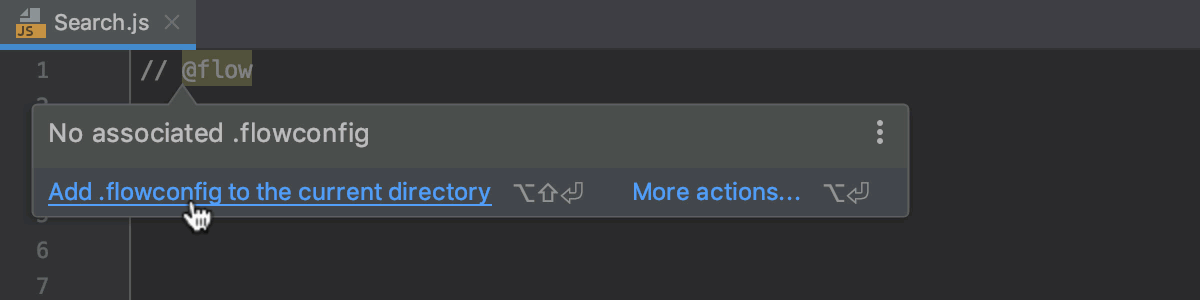 JS Search.js
1 // @flow
No associated .flowconfig
Add .flowconfig to the current directory ⌥⇧⏎ More actions... ⌥⏎
6
7